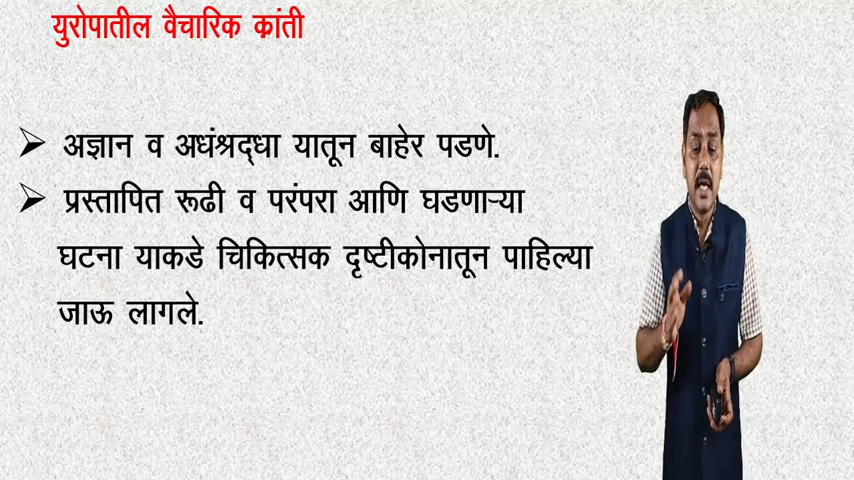 युरोपातील वैचारिक क्रांती
➢ अज्ञान व अधंश्रद्धा यातून बाहेर पडणे.
➢ प्रस्तापित रूढी व परंपरा आणि घडणाऱ्या
घटना याकडे चिकित्सक दृष्टीकोनातून पाहिल्या
जाऊ लागले.